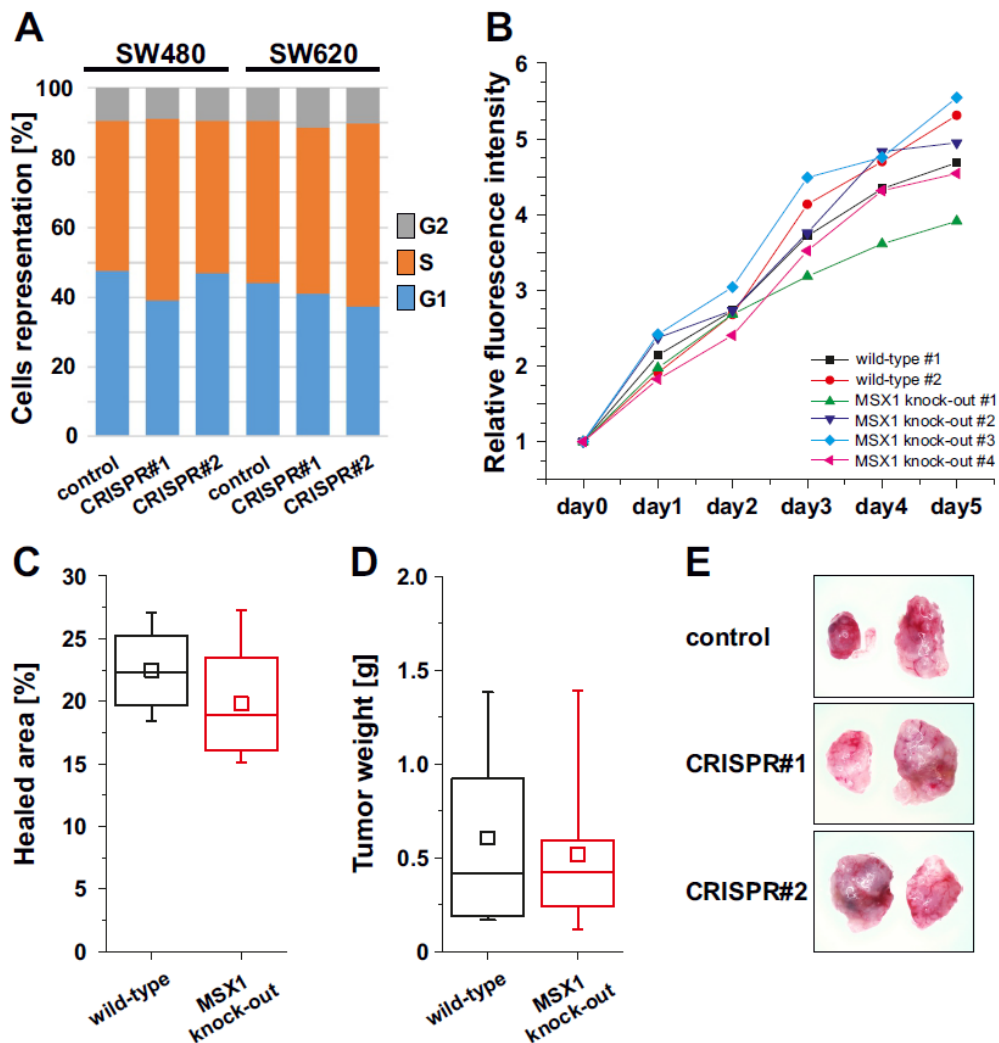 A
SW480 SW620
Cells representation [%]
100
80
60
40
20
0
G2
S
G1
control
CRISPR#1
CRISPR#2
control
CRISPR#1
CRISPR#2
B
Relative fluorescence intensity
6
5
4
3
2
1
wild-type #1
wild-type #2
MSX1 knock-out #1
MSX1 knock-out #2
MSX1 knock-out #3
MSX1 knock-out #4
day0 day1 day2 day3 day4 day5
C
Healed area [%]
30
25
20
15
10
5
0
wild-type
MSX1
knock-out
D
Tumor weight [g]
2.0
1.5
1.0
0.5
0
wild-type
MSX1
knock-out
E
control
CRISPR#1
CRISPR#2